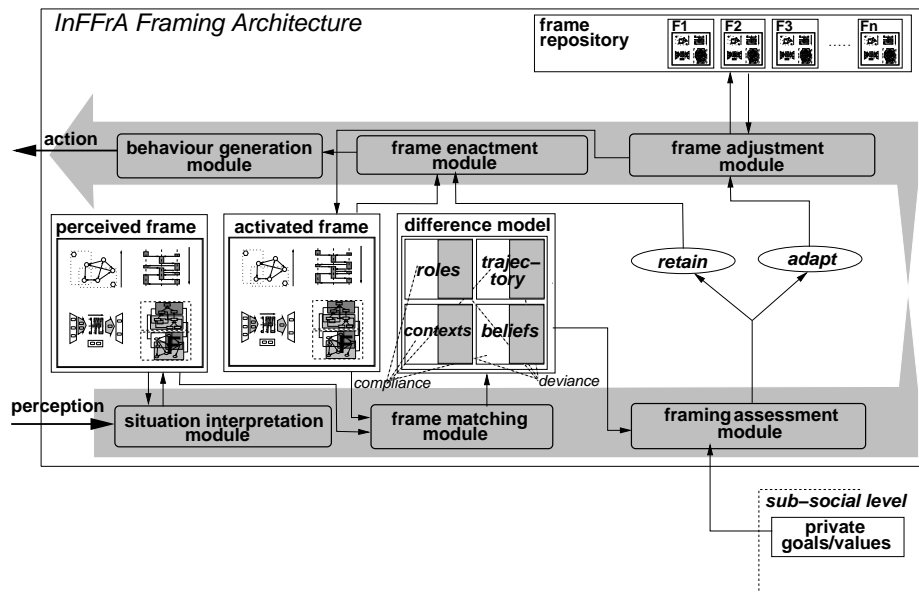 InFFrA Framing Architecture
frame
repository
F1 F2 F3 ..... Fn
action
behaviour generation
module
frame enactment
module
frame adjustment
module
perceived frame
activated frame
difference model
roles
trajec–
tory
contexts
beliefs
compliance
deviance
retain
adapt
perception
situation interpretation
module
frame matching
module
framing assessment
module
sub–social level
private
goals/values